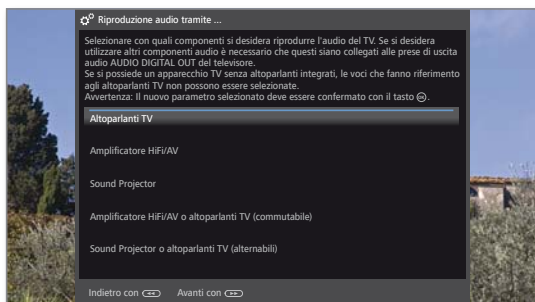 Riproduzione audio tramite ...
Selezionare con quali componenti si desidera riprodurre l'audio del TV. Se si desidera
utilizzare altri componenti audio è necessario che questi siano collegati alle prese di uscita
audio AUDIO DIGITAL OUT del televisore.
Se si possiede un apparecchio TV senza altoparlanti integrati, le voci che fanno riferimento
agli altoparlanti TV non possono essere selezionate.
Avvertenza: Il nuovo parametro selezionato deve essere confermato con il tasto OK.
Altoparlanti TV
Amplificatore HiFi/AV
Sound Projector
Amplificatore HiFi/AV o altoparlanti TV (commutabile)
Sound Projector o altoparlanti TV (alternabili)
Indietro con Avanti con